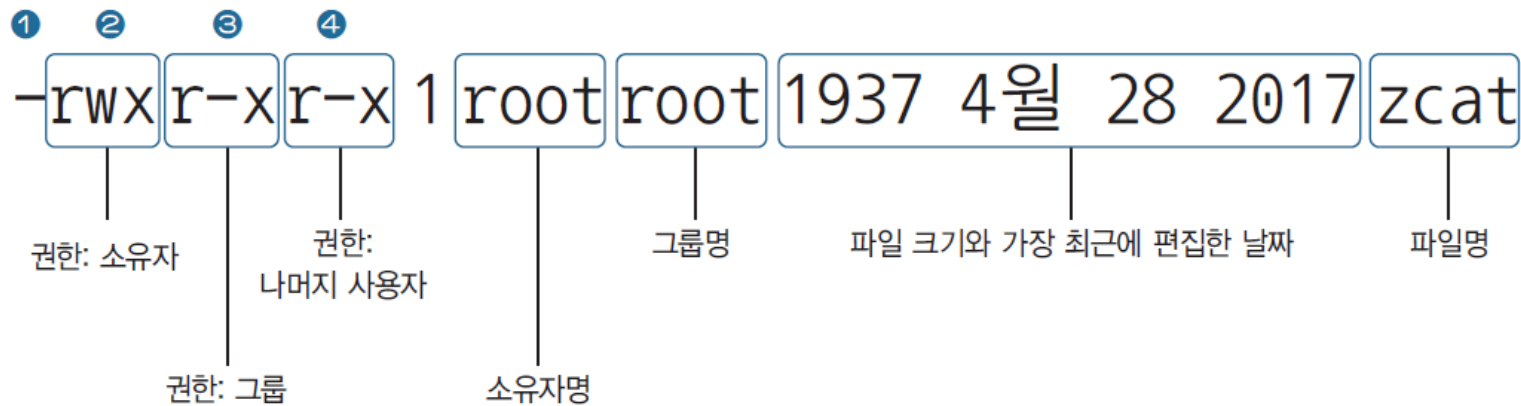 ❶ ❷ ❸ ❹
-rwx r-x r-x 1 root root 1937 4월 28 2017 zcat
권한: 소유자
권한:
나머지 사용자
그룹명
파일 크기와 가장 최근에 편집한 날짜
파일명
권한: 그룹
소유자명